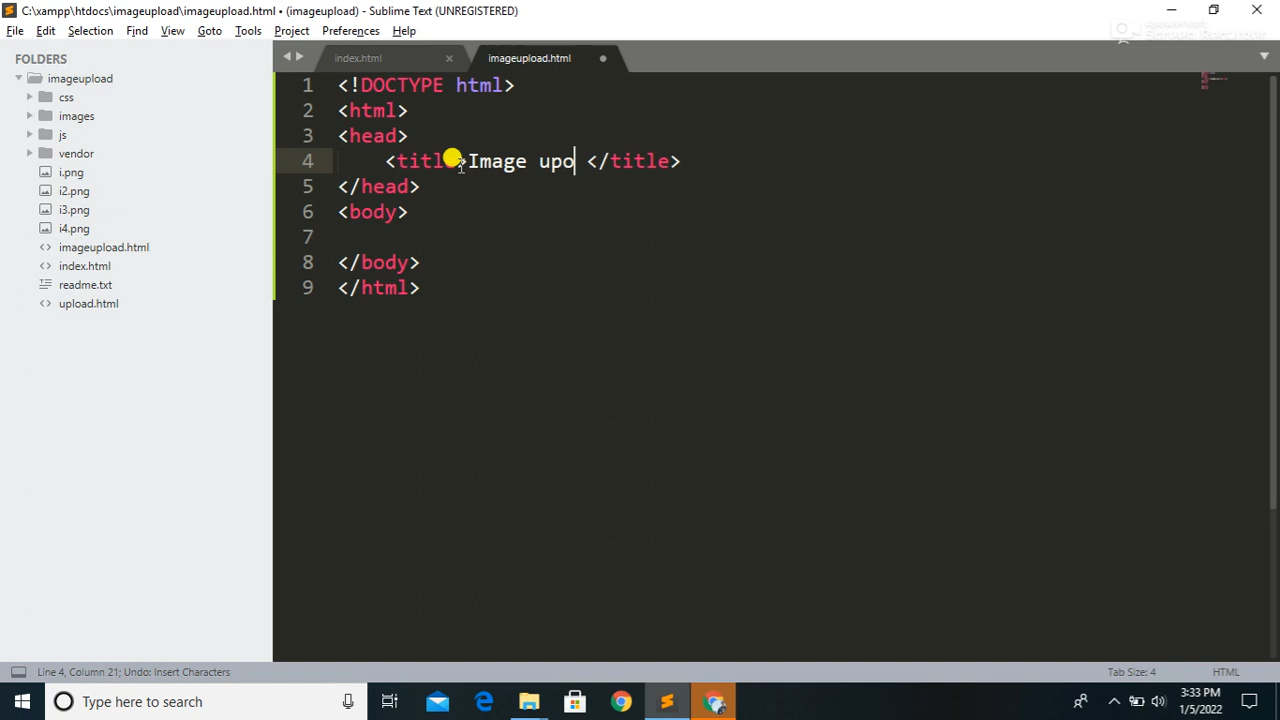 C:\xampp\htdocs\imageupload\imageupload.html • (imageupload) - Sublime Text (UNREGISTERED)
File Edit Selection Find View Goto Tools Project Preferences Help
Screen Recorder
FOLDERS
imageupload
css
images
js
vendor
i.png
i2.png
i3.png
i4.png
imageupload.html
index.html
readme.txt
upload.html
index.html
imageupload.html
1 <!DOCTYPE html>
2 <html>
3 <head>
4 <title>Image upo </title>
5 </head>
6 <body>
7
8 </body>
9 </html>
Line 4, Column 21; Undo: Insert Characters
Tab Size: 4
HTML
Type here to search
3:33 PM
1/5/2022